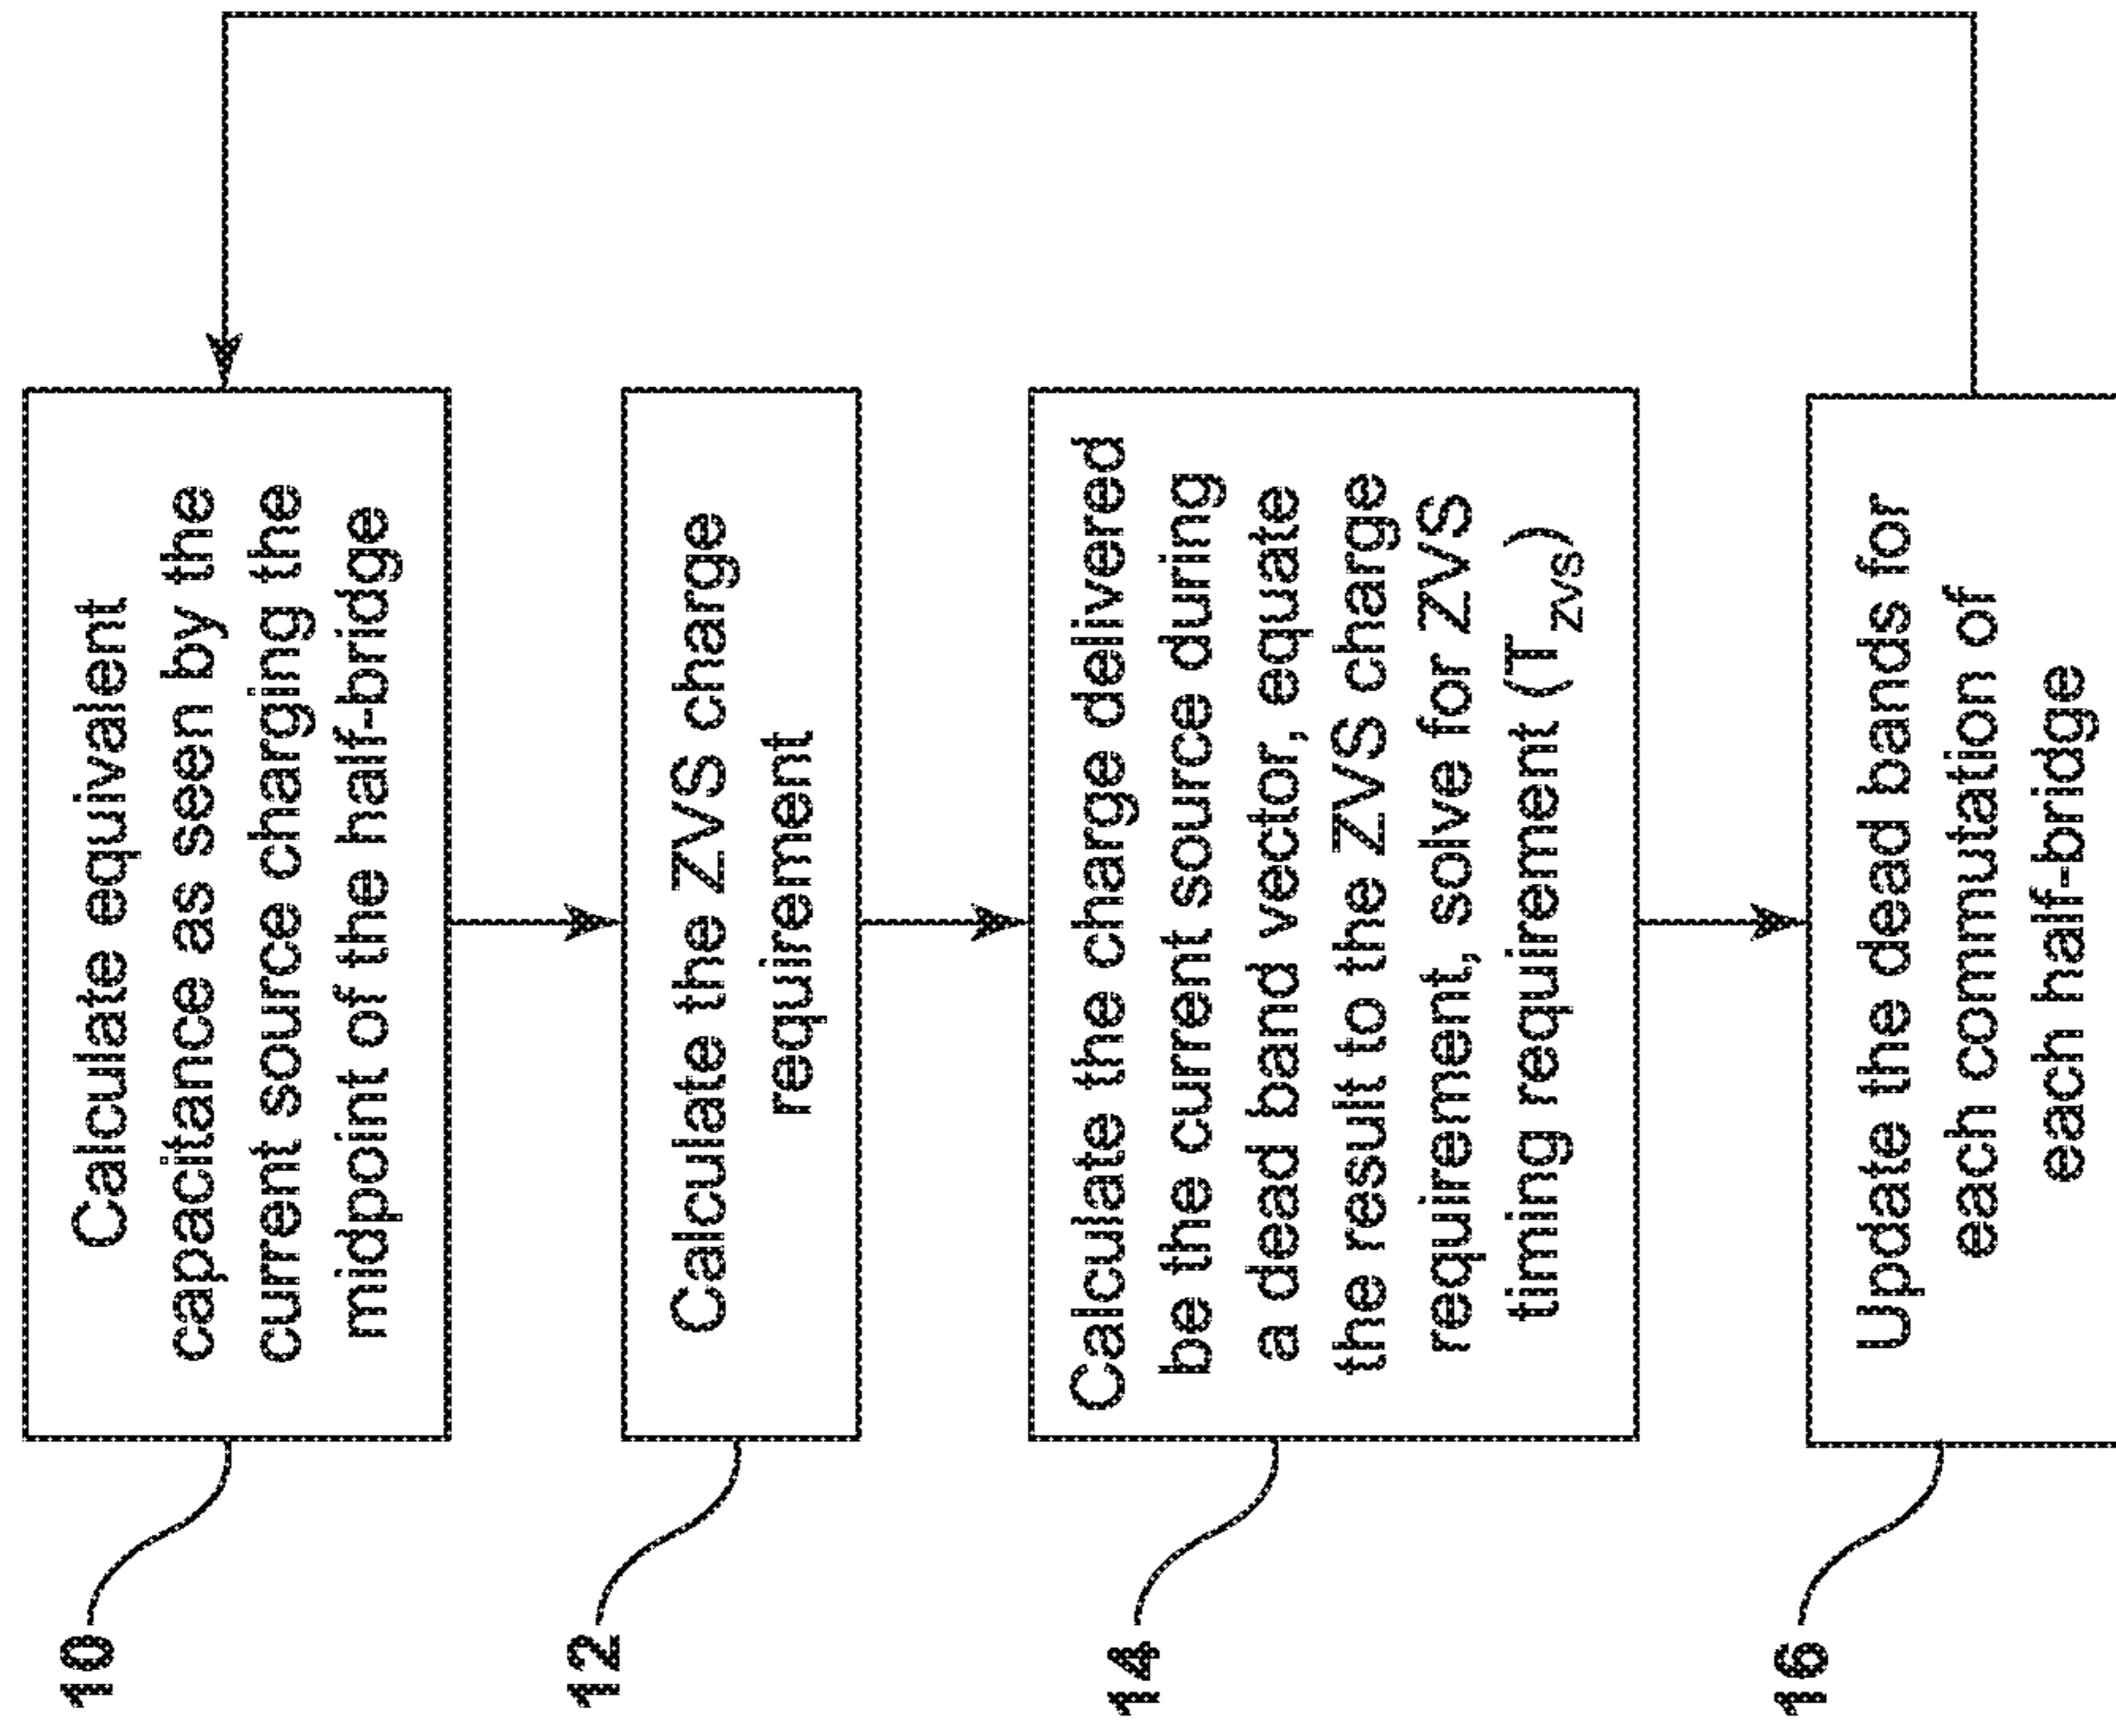 10
Calculate equivalent
capacitance as seen by the
current source charging the
midpoint of the half-bridge
12
Calculate the ZVS charge
requirement
14
Calculate the charge delivered
be the current source during
a dead band vector, equate
the result to the ZVS charge
requirement, solve for ZVS
timing requirement (Tzvs)
16
Update the dead bands for
each commutation of
each half-bridge